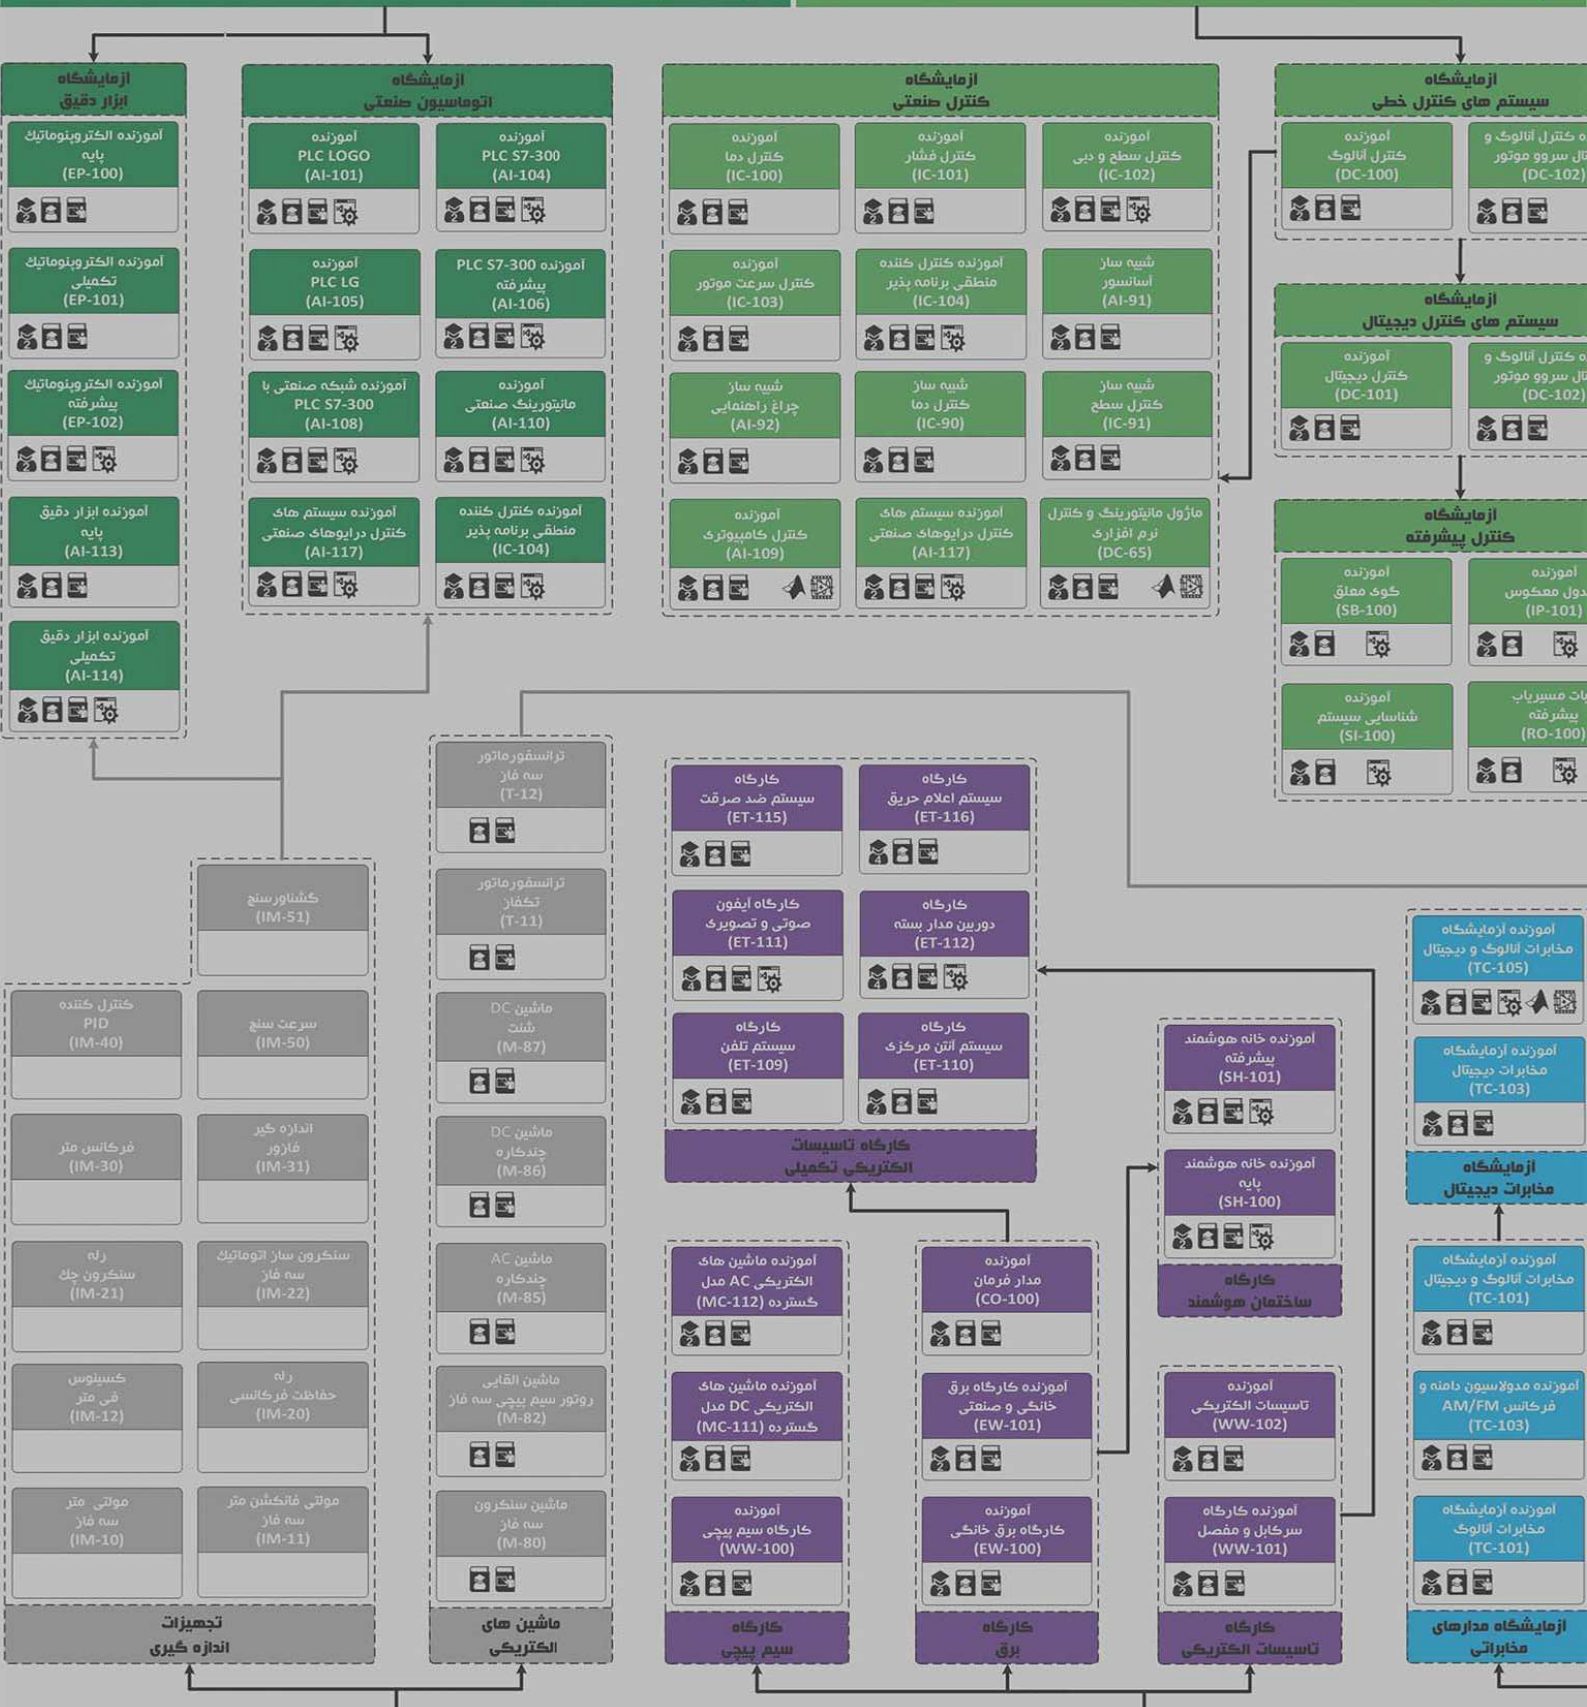 آزمایشگاه
ابزار دقیق
آموزنده الکتروپنوماتیک
پایه
(EP-100)
آموزنده الکتروپنوماتیک
تکمیلی
(EP-101)
آموزنده الکتروپنوماتیک
پیشرفته
(EP-102)
آموزنده ابزار دقیق
پایه
(AI-113)
آموزنده ابزار دقیق
تکمیلی
(AI-114)
آزمایشگاه
اتوماسیون صنعتی
آموزنده
PLC S7-300
(AI-104)
آموزنده
PLC LOGO
(AI-101)
آموزنده PLC S7-300
پیشرفته
(AI-106)
آموزنده
PLC LG
(AI-105)
آموزنده
مانیتورینگ صنعتی
(AI-110)
آموزنده شبکه صنعتی با
PLC S7-300
(AI-108)
آموزنده کنترل کننده
منطقی برنامه پذیر
(IC-104)
آموزنده سیستم های
کنترل درایوهای صنعتی
(AI-117)
آزمایشگاه
کنترل صنعتی
آموزنده
کنترل سطح و دبی
(IC-102)
آموزنده
کنترل فشار
(IC-101)
آموزنده
کنترل دما
(IC-100)
شبیه ساز
آسانسور
(AI-91)
آموزنده کنترل کننده
منطقی برنامه پذیر
(IC-104)
آموزنده
کنترل سرعت موتور
(IC-103)
شبیه ساز
کنترل سطح
(IC-91)
شبیه ساز
کنترل دما
(IC-90)
شبیه ساز
چراغ راهنمایی
(AI-92)
ماژول مانیتورینگ و کنترل
نرم افزاری
(DC-65)
آموزنده سیستم های
کنترل درایوهای صنعتی
(AI-117)
آموزنده
کنترل کامپیوتری
(AI-109)
آزمایشگاه
سیستم های کنترل خطی
کنترل آنالوگ و
سروو موتور
(DC-102)
آموزنده
کنترل آنالوگ
(DC-100)
آزمایشگاه
سیستم های کنترل دیجیتال
کنترل آنالوگ و
سروو موتور
(DC-102)
آموزنده
کنترل دیجیتال
(DC-101)
آزمایشگاه
کنترل پیشرفته
آموزنده
معکوس
(IP-101)
آموزنده
گوی معلق
(SB-100)
مسیریاب
پیشرفته
(RO-100)
آموزنده
شناسایی سیستم
(SI-100)
گشتاورسنج
(IM-51)
سرعت سنج
(IM-50)
کنترل کننده
PID
(IM-40)
اندازه گیر
فازور
(IM-31)
فرکانس متر
(IM-30)
سنکرون ساز اتوماتیک
سه فاز
(IM-22)
رله
سنکرون چک
(IM-21)
رله
حفاظت فرکانسی
(IM-20)
کسینوس
فی متر
(IM-12)
مولتی فانکشن متر
سه فاز
(IM-11)
مولتی متر
سه فاز
(IM-10)
تجهیزات
اندازه گیری
ترانسفورماتور
سه فاز
(T-12)
ترانسفورماتور
تکفاز
(T-11)
ماشین DC
شنت
(M-87)
ماشین DC
چندکاره
(M-86)
ماشین AC
چندکاره
(M-85)
ماشین القایی
روتور سیم پیچی سه فاز
(M-82)
ماشین سنکرون
سه فاز
(M-80)
ماشین های
الکتریکی
کارگاه
سیستم اعلام حریق
(ET-116)
کارگاه
سیستم ضد صرقت
(ET-115)
کارگاه
دوربین مدار بسته
(ET-112)
کارگاه آیفون
صوتی و تصویری
(ET-111)
کارگاه
سیستم آنتن مرکزی
(ET-110)
کارگاه
سیستم تلفن
(ET-109)
کارگاه تاسیسات
الکتریکی تکمیلی
آموزنده ماشین های
الکتریکی AC مدل
گسترده (MC-112)
آموزنده ماشین های
الکتریکی DC مدل
گسترده (MC-111)
آموزنده
کارگاه سیم پیچی
(WW-100)
کارگاه
سیم پیچی
آموزنده
مدار فرمان
(CO-100)
آموزنده کارگاه برق
خانگی و صنعتی
(EW-101)
آموزنده
کارگاه برق خانگی
(EW-100)
کارگاه
برق
آموزنده خانه هوشمند
پیشرفته
(SH-101)
آموزنده خانه هوشمند
پایه
(SH-100)
کارگاه
ساختمان هوشمند
آموزنده
تاسیسات الکتریکی
(WW-102)
آموزنده کارگاه
سرکابل و مفصل
(WW-101)
کارگاه
تاسیسات الکتریکی
آموزنده آزمایشگاه
مخابرات آنالوگ و دیجیتال
(TC-105)
آموزنده آزمایشگاه
مخابرات دیجیتال
(TC-103)
آزمایشگاه
مخابرات دیجیتال
آموزنده آزمایشگاه
مخابرات آنالوگ و دیجیتال
(TC-101)
آموزنده مدولاسیون دامنه و
فرکانس AM/FM
(TC-103)
آموزنده آزمایشگاه
مخابرات آنالوگ
(TC-101)
آزمایشگاه مدارهای
مخابراتی